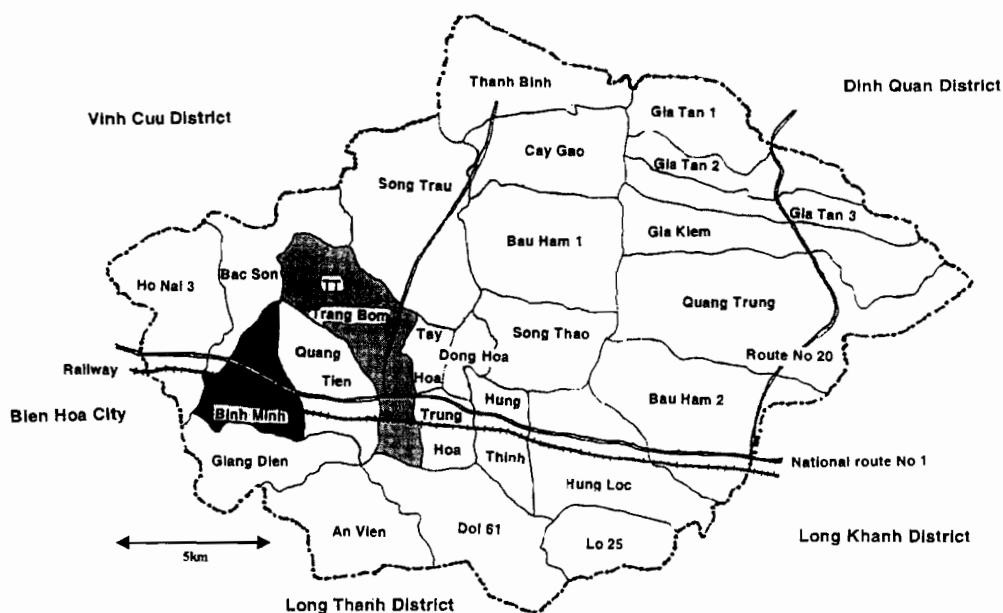 Thanh Binh
Dinh Quan District
Gia Tan 1
Vinh Cuu District
Cay Gao
Gia Tan 2
Song Trau
Gia Tan 3
Gia Kiem
Bau Ham 1
Bac Son
Ho Nai 3
TT
Trang Bom
Quang Trung
Tay
Hoa
Song Thao
Dong Hoa
Quang
Tien
Route No 20
Railway
Hung
Thinh
Bau Ham 2
Bien Hoa City
Binh Minh
Trung
Hoa
Giang Dien
National route No 1
Hung Loc
An Vien
Doi 61
Lo 25
Long Khanh District
5km
Long Thanh District